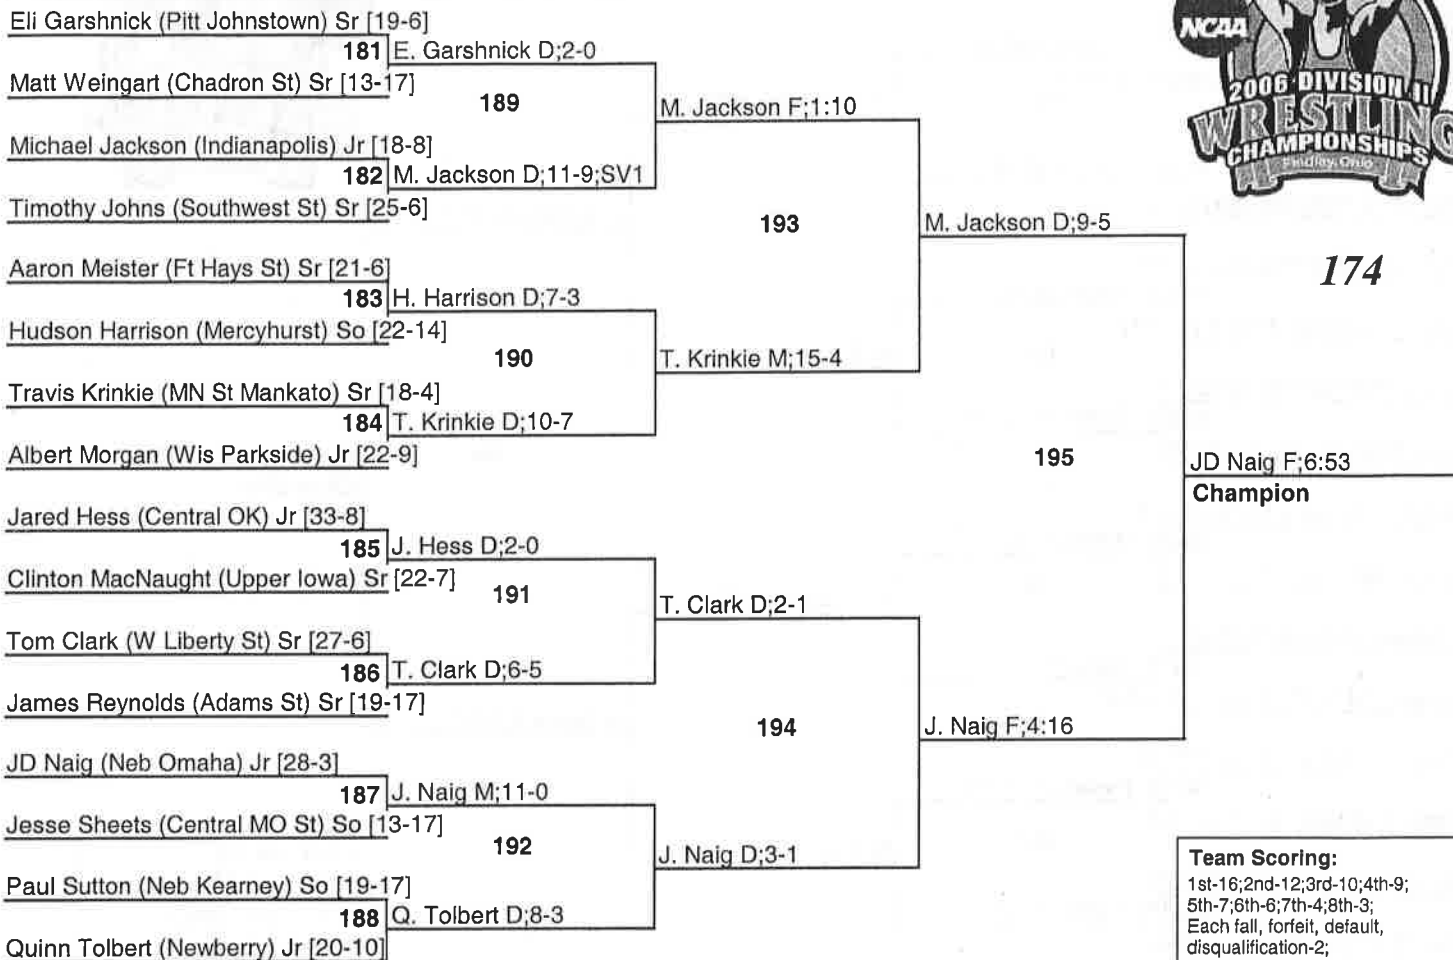 Eli Garshnick (Pitt Johnstown) Sr [19-6]
181 E. Garshnick D;2-0
Matt Weingart (Chadron St) Sr [13-17]
189
M. Jackson F;1:10
Michael Jackson (Indianapolis) Jr [18-8]
182 M. Jackson D;11-9;SV1
Timothy Johns (Southwest St) Sr [25-6]
193
M. Jackson D;9-5
Aaron Meister (Ft Hays St) Sr [21-6]
183 H. Harrison D;7-3
Hudson Harrison (Mercyhurst) So [22-14]
190
T. Krinkie M;15-4
Travis Krinkie (MN St Mankato) Sr [18-4]
184 T. Krinkie D;10-7
Albert Morgan (Wis Parkside) Jr [22-9]
195
JD Naig F;6:53
Champion
Jared Hess (Central OK) Jr [33-8]
185 J. Hess D;2-0
Clinton MacNaught (Upper Iowa) Sr [22-7]
191
T. Clark D;2-1
Tom Clark (W Liberty St) Sr [27-6]
186 T. Clark D;6-5
James Reynolds (Adams St) Sr [19-17]
194
J. Naig F;4:16
JD Naig (Neb Omaha) Jr [28-3]
187 J. Naig M;11-0
Jesse Sheets (Central MO St) So [13-17]
192
J. Naig D;3-1
Paul Sutton (Neb Kearney) So [19-17]
188 Q. Tolbert D;8-3
Quinn Tolbert (Newberry) Jr [20-10]
NCAA
2006 DIVISION II
WRESTLING
CHAMPIONSHIPS
Findlay, Ohio
174
Team Scoring:
1st-16;2nd-12;3rd-10;4th-9;
5th-7;6th-6;7th-4;8th-3;
Each fall, forfeit, default,
disqualification-2;